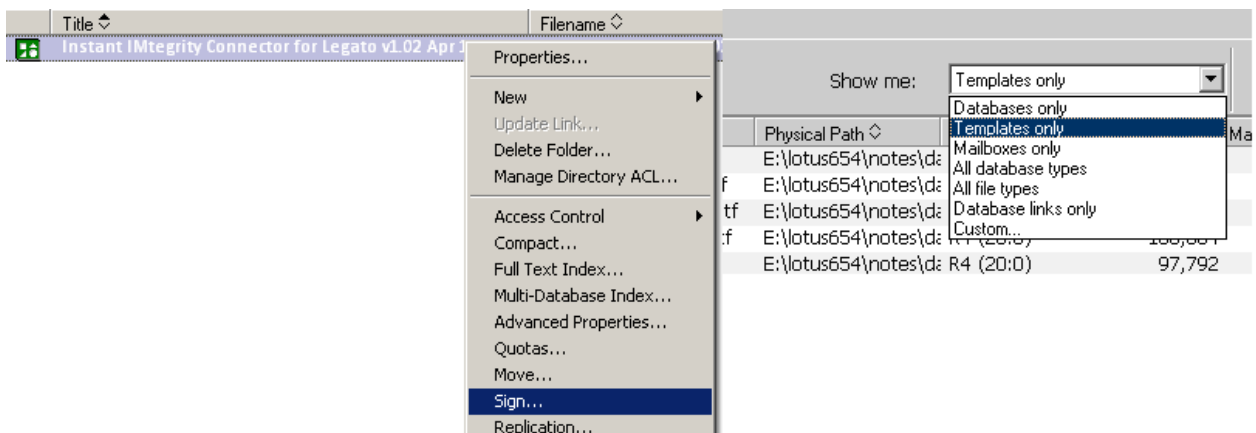 Title
Filename
Instant IMtegrity Connector for Legato v1.02 Apr 1
Properties...
New
Update Link...
Delete Folder...
Manage Directory ACL...
Access Control
Compact...
Full Text Index...
Multi-Database Index...
Advanced Properties...
Quotas...
Move...
Sign...
Replication...
Show me:
Templates only
Databases only
Templates only
Mailboxes only
All database types
All file types
Database links only
Custom...
Physical Path
Ma
E:\lotus654\notes\da
f E:\lotus654\notes\da
tf E:\lotus654\notes\da
E:\lotus654\notes\da
E:\lotus654\notes\da R4 (20:0) 97,792